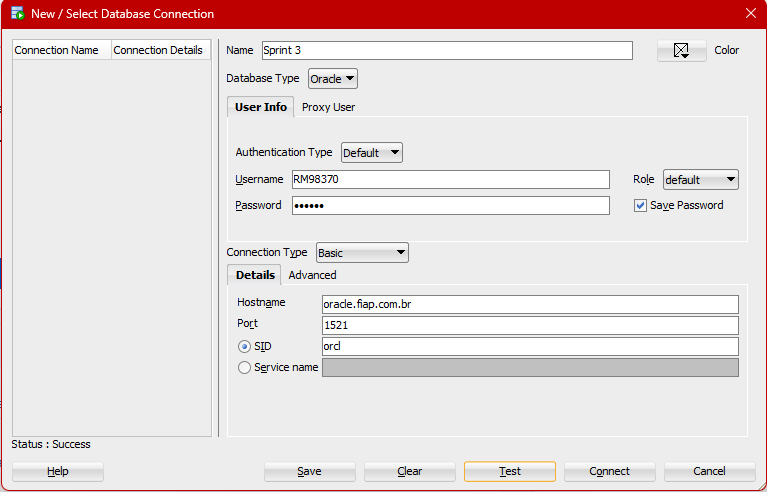 New / Select Database Connection
Connection Name Connection Details
Name Sprint 3 Color
Database Type Oracle
User Info Proxy User
Authentication Type Default
Username RM98370 Role default
Password •••••• Save Password
Connection Type Basic
Details Advanced
Hostname oracle.fiap.com.br
Port 1521
SID orcl
Service name
Status : Success
Help Save Clear Test Connect Cancel